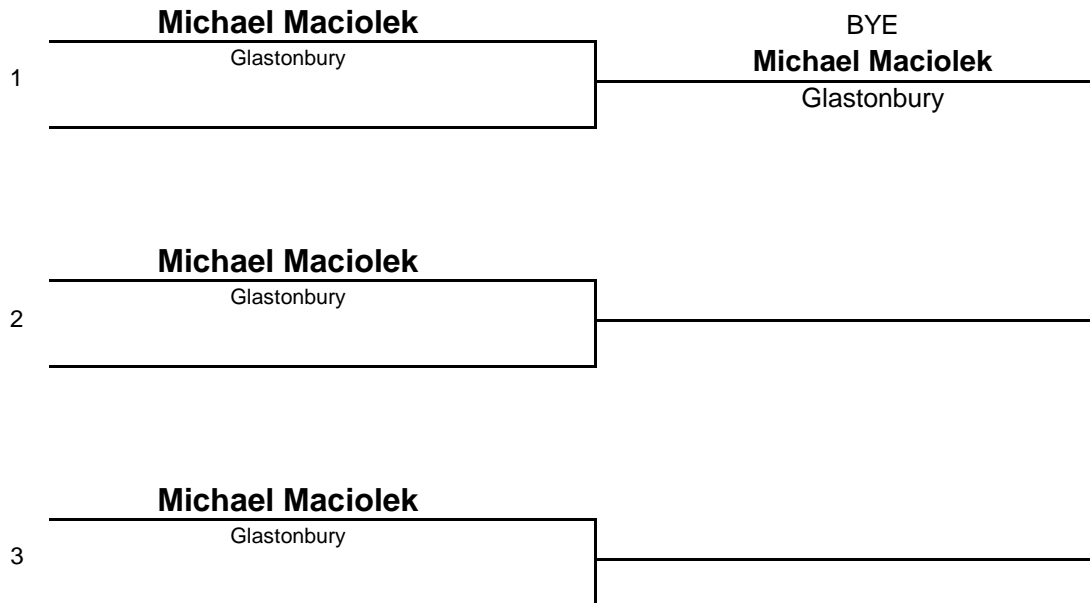 Michael Maciolek
Glastonbury
1
BYE
Michael Maciolek
Glastonbury
Michael Maciolek
Glastonbury
2
Michael Maciolek
Glastonbury
3